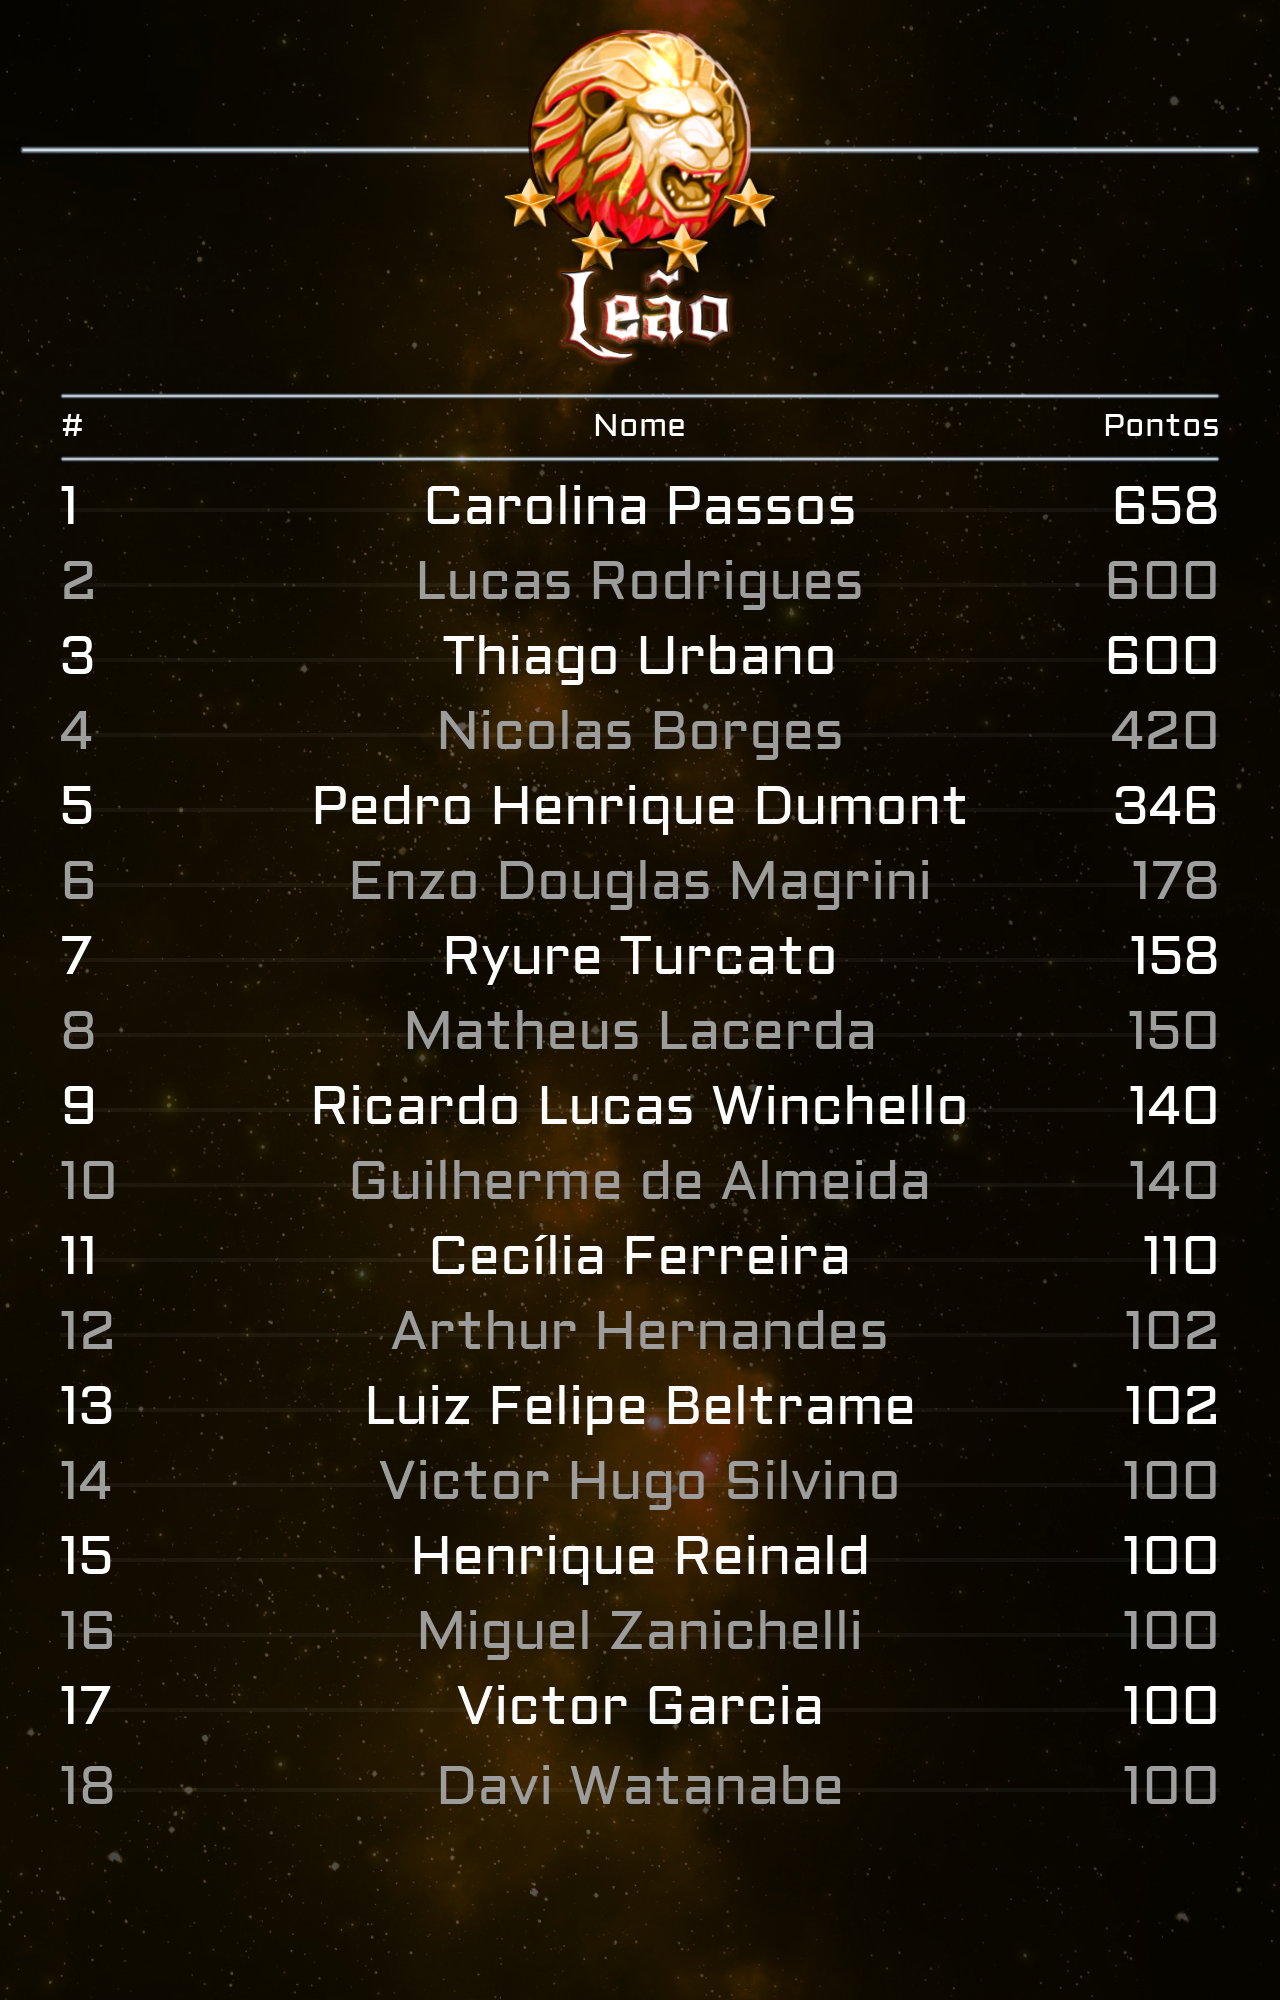 Leão
# Nome Pontos
1 Carolina Passos 658
2 Lucas Rodrigues 600
3 Thiago Urbano 600
4 Nicolas Borges 420
5 Pedro Henrique Dumont 346
6 Enzo Douglas Magrini 178
7 Ryure Turcato 158
8 Matheus Lacerda 150
9 Ricardo Lucas Winchello 140
10 Guilherme de Almeida 140
11 Cecília Ferreira 110
12 Arthur Hernandes 102
13 Luiz Felipe Beltrame 102
14 Victor Hugo Silvino 100
15 Henrique Reinald 100
16 Miguel Zanichelli 100
17 Victor Garcia 100
18 Davi Watanabe 100